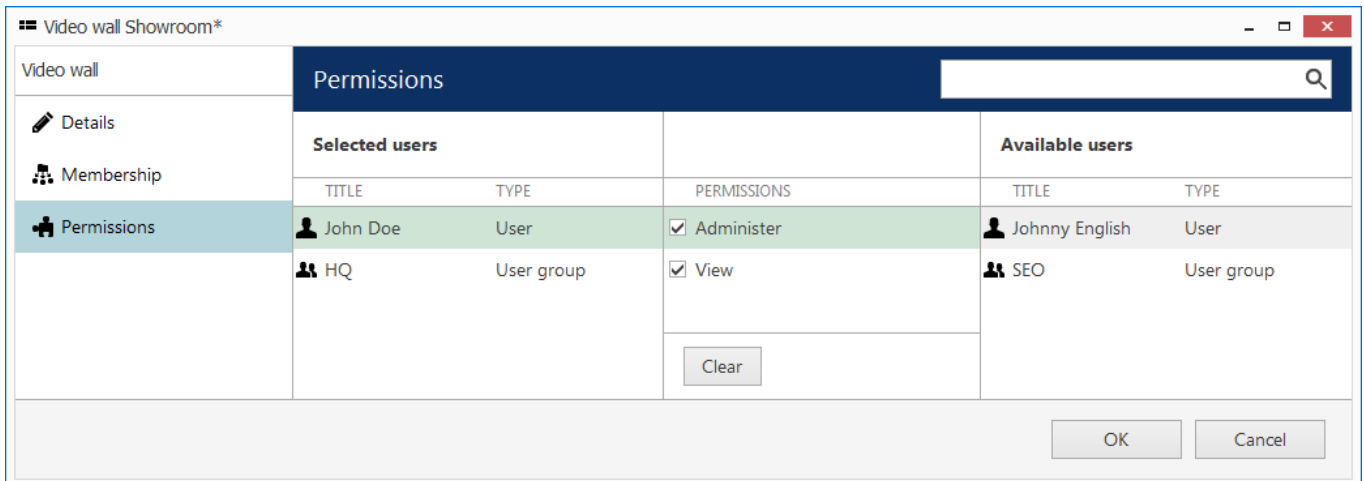 Video wall Showroom*
Video wall
Permissions
Details
Membership
Permissions
Selected users
Available users
TITLE TYPE PERMISSIONS TITLE TYPE
John Doe User Administer Johnny English User
HQ User group View SEO User group
Clear
OK Cancel